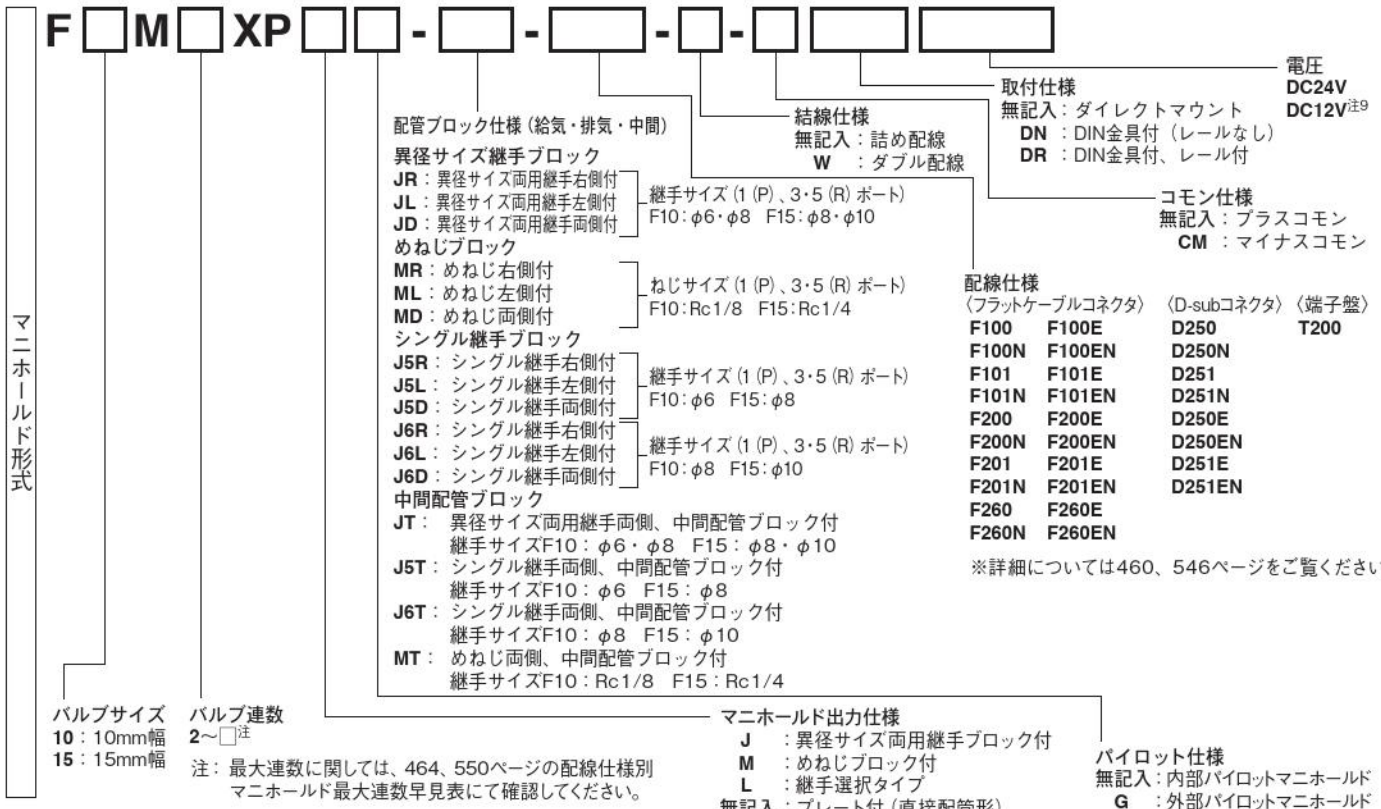 F □ M □ XP □ □ - □ - □ - □ - □ □ □
マニホールド形式
電圧
DC24V
DC12V注9
取付仕様
無記入：ダイレクトマウント
DN ：DIN金具付（レールなし）
DR ：DIN金具付、レール付
結線仕様
無記入：詰め配線
W ：ダブル配線
コモン仕様
無記入：プラスコモン
CM ：マイナスコモン
配管ブロック仕様（給気・排気・中間）
異径サイズ継手ブロック
JR：異径サイズ両用継手右側付
JL：異径サイズ両用継手左側付
JD：異径サイズ両用継手両側付
継手サイズ（1（P）、3・5（R）ポート）
F10：φ6・φ8 F15：φ8・φ10
めねじブロック
MR：めねじ右側付
ML：めねじ左側付
MD：めねじ両側付
ねじサイズ（1（P）、3・5（R）ポート）
F10：Rc1/8 F15：Rc1/4
シングル継手ブロック
J5R：シングル継手右側付
J5L：シングル継手左側付
J5D：シングル継手両側付
継手サイズ（1（P）、3・5（R）ポート）
F10：φ6 F15：φ8
J6R：シングル継手右側付
J6L：シングル継手左側付
J6D：シングル継手両側付
継手サイズ（1（P）、3・5（R）ポート）
F10：φ8 F15：φ10
中間配管ブロック
JT： 異径サイズ両用継手両側、中間配管ブロック付
継手サイズF10：φ6・φ8 F15：φ8・φ10
J5T：シングル継手両側、中間配管ブロック付
継手サイズF10：φ6 F15：φ8
J6T：シングル継手両側、中間配管ブロック付
継手サイズF10：φ8 F15：φ10
MT： めねじ両側、中間配管ブロック付
継手サイズF10：Rc1/8 F15：Rc1/4
配線仕様
〈フラットケーブルコネクタ〉 〈D-subコネクタ〉 〈端子盤〉
F100 F100E D250 T200
F100N F100EN D250N
F101 F101E D251
F101N F101EN D251N
F200 F200E D250E
F200N F200EN D250EN
F201 F201E D251E
F201N F201EN D251EN
F260 F260E
F260N F260EN
※詳細については460、546ページをご覧ください
バルブサイズ
10：10mm幅
15：15mm幅
バルブ連数
2〜□注
注：最大連数に関しては、464、550ページの配線仕様別
マニホールド最大連数早見表にて確認してください。
マニホールド出力仕様
J ：異径サイズ両用継手ブロック付
M ：めねじブロック付
L ：継手選択タイプ
無記入：プレート付（直接配管形）
パイロット仕様
無記入：内部パイロットマニホールド
G ：外部パイロットマニホールド